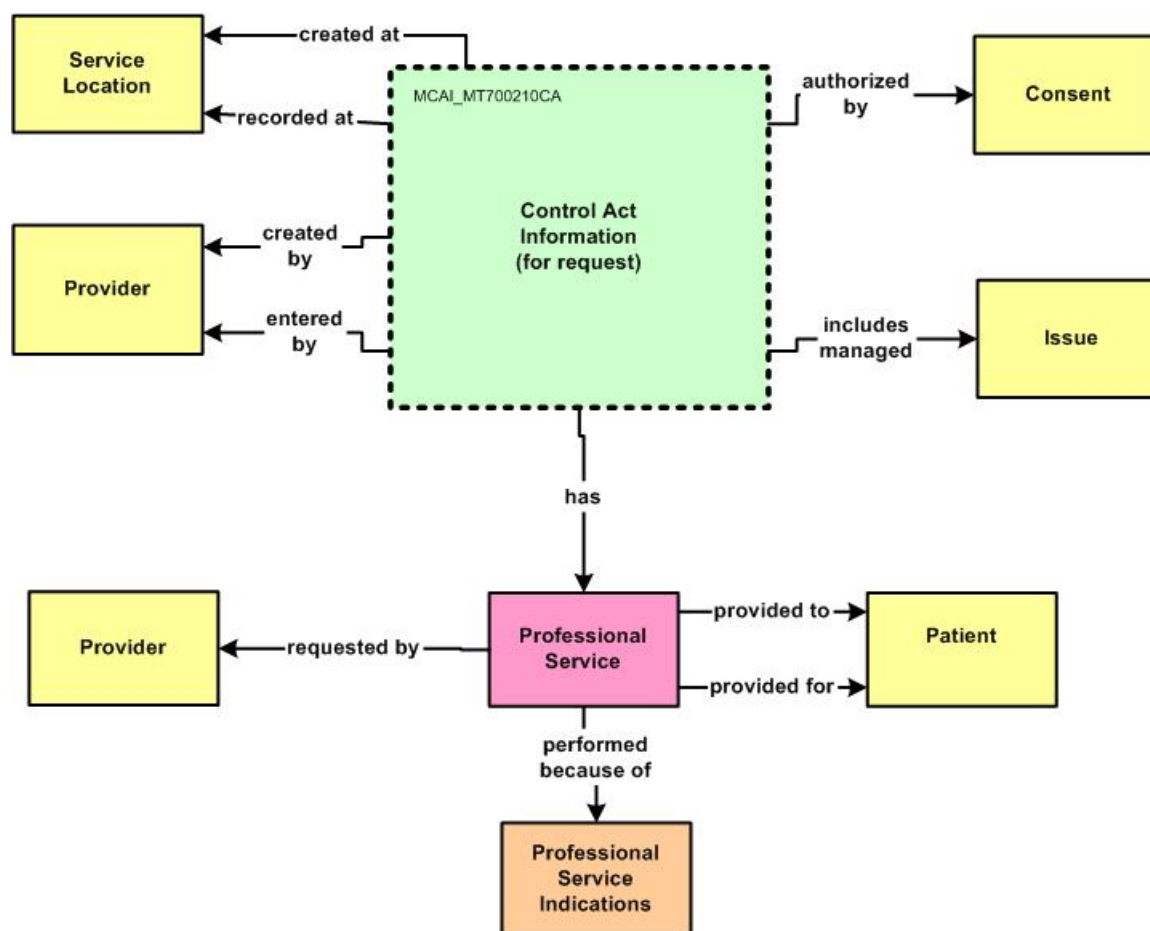 created at
Service
Location
MCAI_MT700210CA
authorized
by
Consent
recorded at
Control Act
Information
(for request)
created
by
Provider
entered
by
includes
managed
Issue
has
Provider
requested by
Professional
Service
provided to
Patient
provided for
performed
because of
Professional
Service
Indications